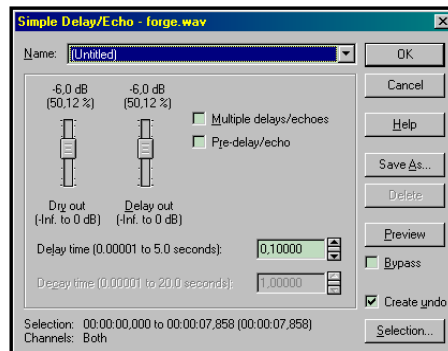 Simple Delay/Echo - forge.wav
Name: (Untitled)
OK
Cancel
Help
Save As...
Delete
Preview
Bypass
Create undo
Selection...
-6,0 dB -6,0 dB
(50,12 %) (50,12 %)
Multiple delays/echoes
Pre-delay/echo
Dry out Delay out
(-Inf. to 0 dB) (-Inf. to 0 dB)
Delay time (0.00001 to 5.0 seconds): 0,10000
Decay time (0.00001 to 20.0 seconds): 1,00000
Selection: 00:00:00,000 to 00:00:07,858 (00:00:07,858)
Channels: Both